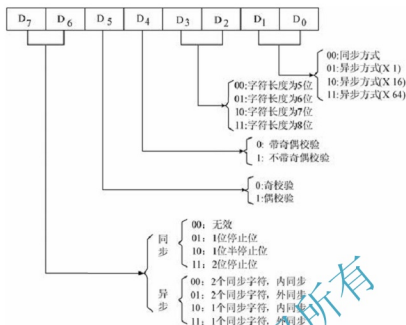 D7 D6 D5 D4 D3 D2 D1 D0
00:同步方式
01:异步方式(X 1)
10:异步方式(X 16)
11:异步方式(X 64)
00:字符长度为5位
01:字符长度为6位
10:字符长度为7位
11:字符长度为8位
0: 带奇偶校验
1: 不带奇偶校验
0:奇校验
1:偶校验
同步
00: 无效
01: 1位停止位
10: 1位半停止位
11: 2位停止位
异步
00: 2个同步字符, 内同步
01: 2个同步字符, 外同步
10: 1个同步字符, 内同步
11: 1个同步字符, 外同步
所有